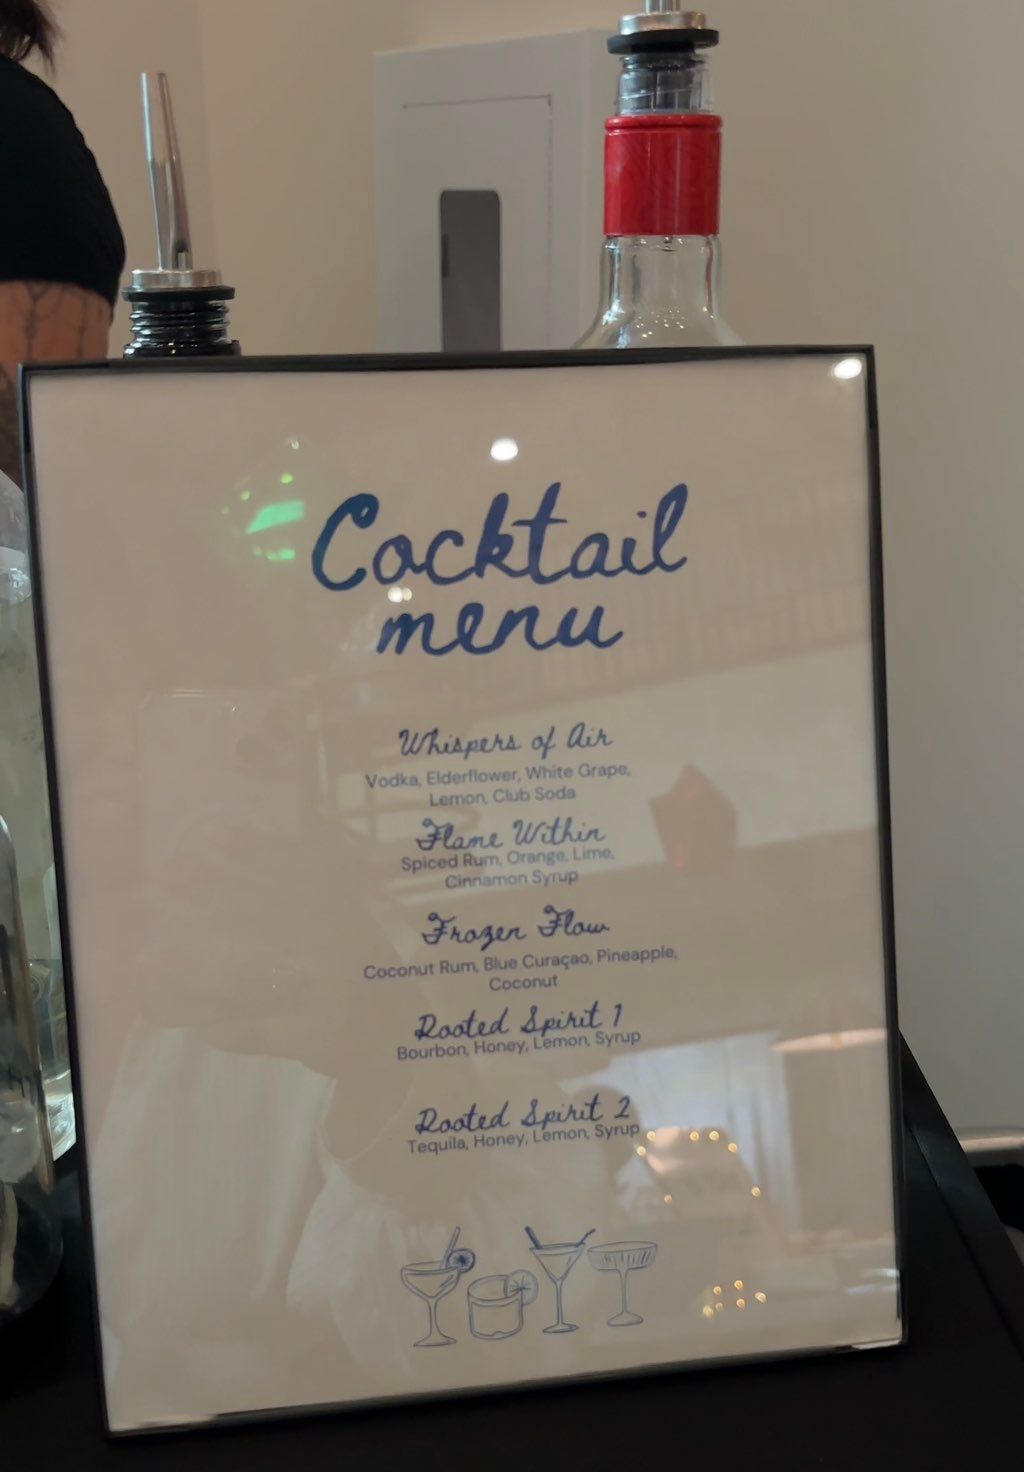 Cocktail
menu
Whispers of Air
Vodka, Elderflower, White Grape,
Lemon, Club Soda
Flame Within
Spiced Rum, Orange, Lime,
Cinnamon Syrup
Frozen Flow
Coconut Rum, Blue Curaçao, Pineapple,
Coconut
Rooted Spirit 1
Bourbon, Honey, Lemon, Syrup
Rooted Spirit 2
Tequila, Honey, Lemon, Syrup